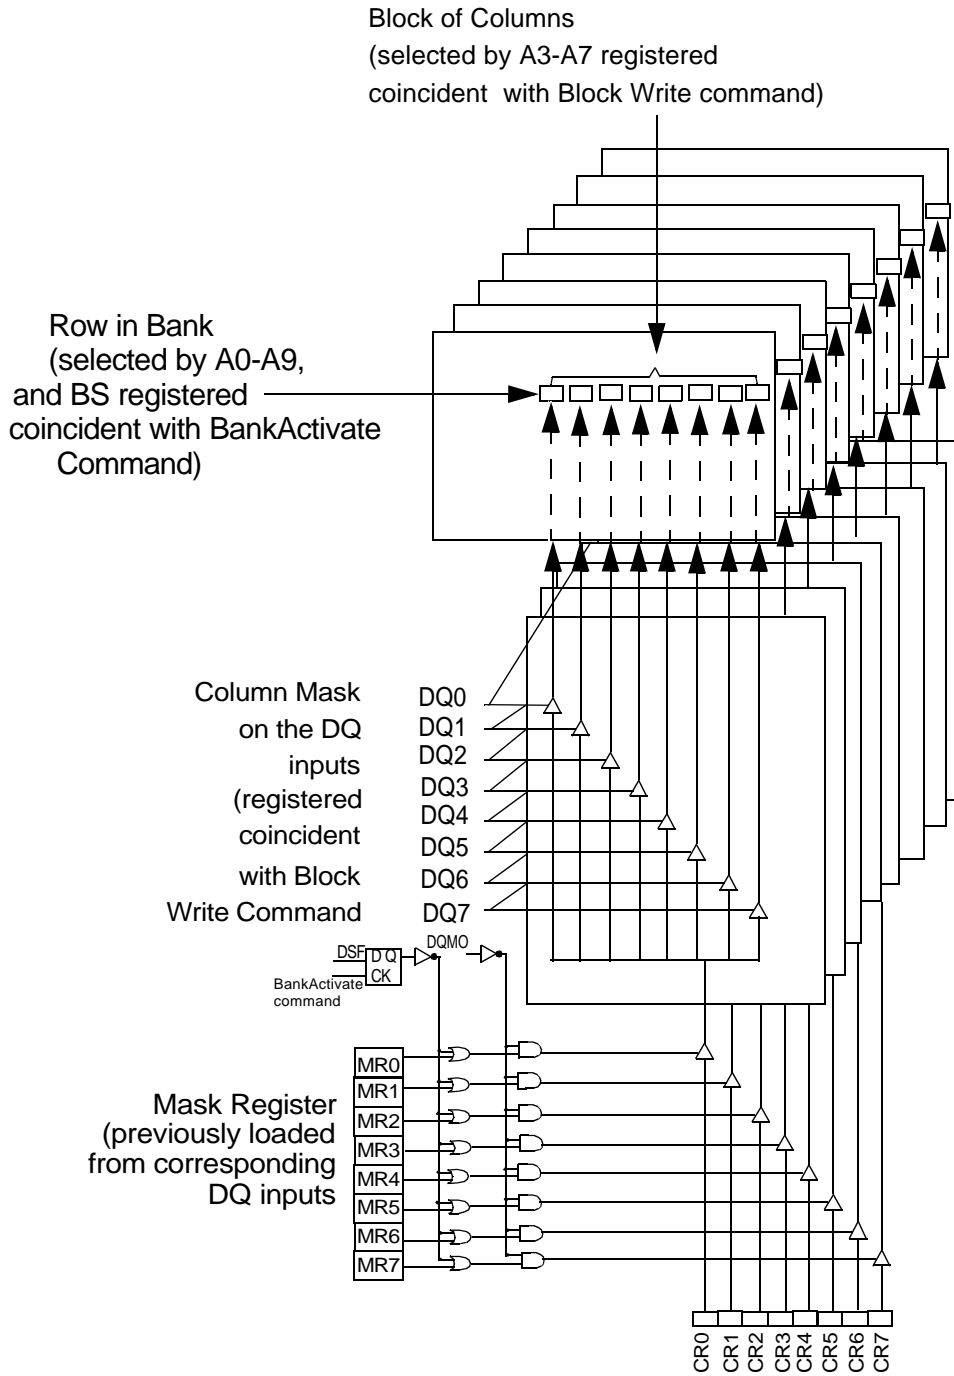 Block of Columns
(selected by A3-A7 registered
coincident with Block Write command)
Row in Bank
(selected by A0-A9,
and BS registered
coincident with BankActivate
Command)
Column Mask
on the DQ
inputs
(registered
coincident
with Block
Write Command
DQ0
DQ1
DQ2
DQ3
DQ4
DQ5
DQ6
DQ7
DSF
D Q
CK
BankActivate
command
DQMO
MR0
MR1
MR2
MR3
MR4
MR5
MR6
MR7
Mask Register
(previously loaded
from corresponding
DQ inputs
CR0
CR1
CR2
CR3
CR4
CR5
CR6
CR7